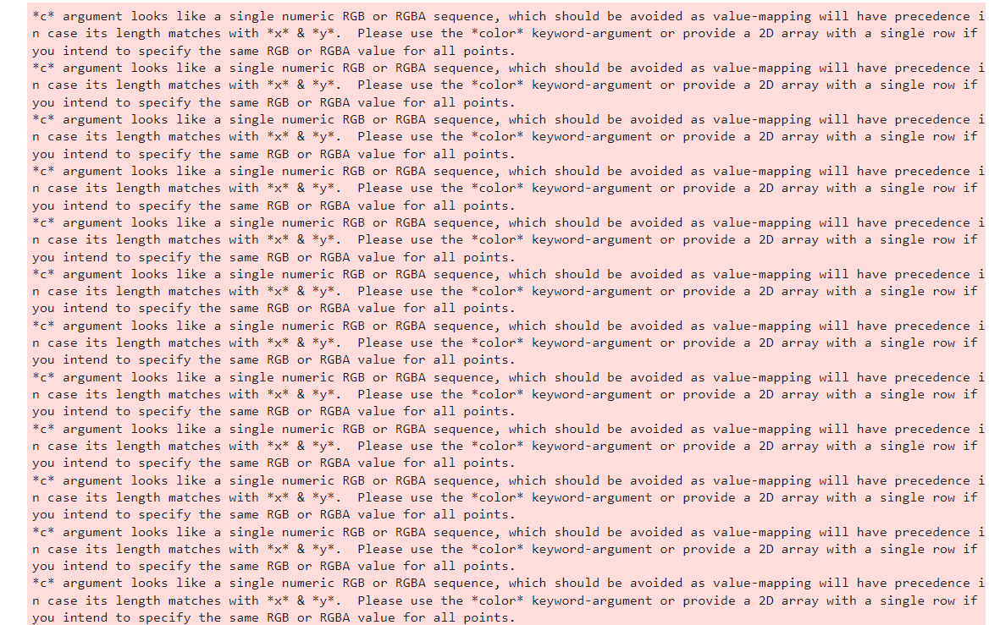 *c* argument looks like a single numeric RGB or RGBA sequence, which should be avoided as value-mapping will have precedence i
n case its length matches with *x* & *y*.  Please use the *color* keyword-argument or provide a 2D array with a single row if
you intend to specify the same RGB or RGBA value for all points.
*c* argument looks like a single numeric RGB or RGBA sequence, which should be avoided as value-mapping will have precedence i
n case its length matches with *x* & *y*.  Please use the *color* keyword-argument or provide a 2D array with a single row if
you intend to specify the same RGB or RGBA value for all points.
*c* argument looks like a single numeric RGB or RGBA sequence, which should be avoided as value-mapping will have precedence i
n case its length matches with *x* & *y*.  Please use the *color* keyword-argument or provide a 2D array with a single row if
you intend to specify the same RGB or RGBA value for all points.
*c* argument looks like a single numeric RGB or RGBA sequence, which should be avoided as value-mapping will have precedence i
n case its length matches with *x* & *y*.  Please use the *color* keyword-argument or provide a 2D array with a single row if
you intend to specify the same RGB or RGBA value for all points.
*c* argument looks like a single numeric RGB or RGBA sequence, which should be avoided as value-mapping will have precedence i
n case its length matches with *x* & *y*.  Please use the *color* keyword-argument or provide a 2D array with a single row if
you intend to specify the same RGB or RGBA value for all points.
*c* argument looks like a single numeric RGB or RGBA sequence, which should be avoided as value-mapping will have precedence i
n case its length matches with *x* & *y*.  Please use the *color* keyword-argument or provide a 2D array with a single row if
you intend to specify the same RGB or RGBA value for all points.
*c* argument looks like a single numeric RGB or RGBA sequence, which should be avoided as value-mapping will have precedence i
n case its length matches with *x* & *y*.  Please use the *color* keyword-argument or provide a 2D array with a single row if
you intend to specify the same RGB or RGBA value for all points.
*c* argument looks like a single numeric RGB or RGBA sequence, which should be avoided as value-mapping will have precedence i
n case its length matches with *x* & *y*.  Please use the *color* keyword-argument or provide a 2D array with a single row if
you intend to specify the same RGB or RGBA value for all points.
*c* argument looks like a single numeric RGB or RGBA sequence, which should be avoided as value-mapping will have precedence i
n case its length matches with *x* & *y*.  Please use the *color* keyword-argument or provide a 2D array with a single row if
you intend to specify the same RGB or RGBA value for all points.
*c* argument looks like a single numeric RGB or RGBA sequence, which should be avoided as value-mapping will have precedence i
n case its length matches with *x* & *y*.  Please use the *color* keyword-argument or provide a 2D array with a single row if
you intend to specify the same RGB or RGBA value for all points.
*c* argument looks like a single numeric RGB or RGBA sequence, which should be avoided as value-mapping will have precedence i
n case its length matches with *x* & *y*.  Please use the *color* keyword-argument or provide a 2D array with a single row if
you intend to specify the same RGB or RGBA value for all points.
*c* argument looks like a single numeric RGB or RGBA sequence, which should be avoided as value-mapping will have precedence i
n case its length matches with *x* & *y*.  Please use the *color* keyword-argument or provide a 2D array with a single row if
you intend to specify the same RGB or RGBA value for all points.